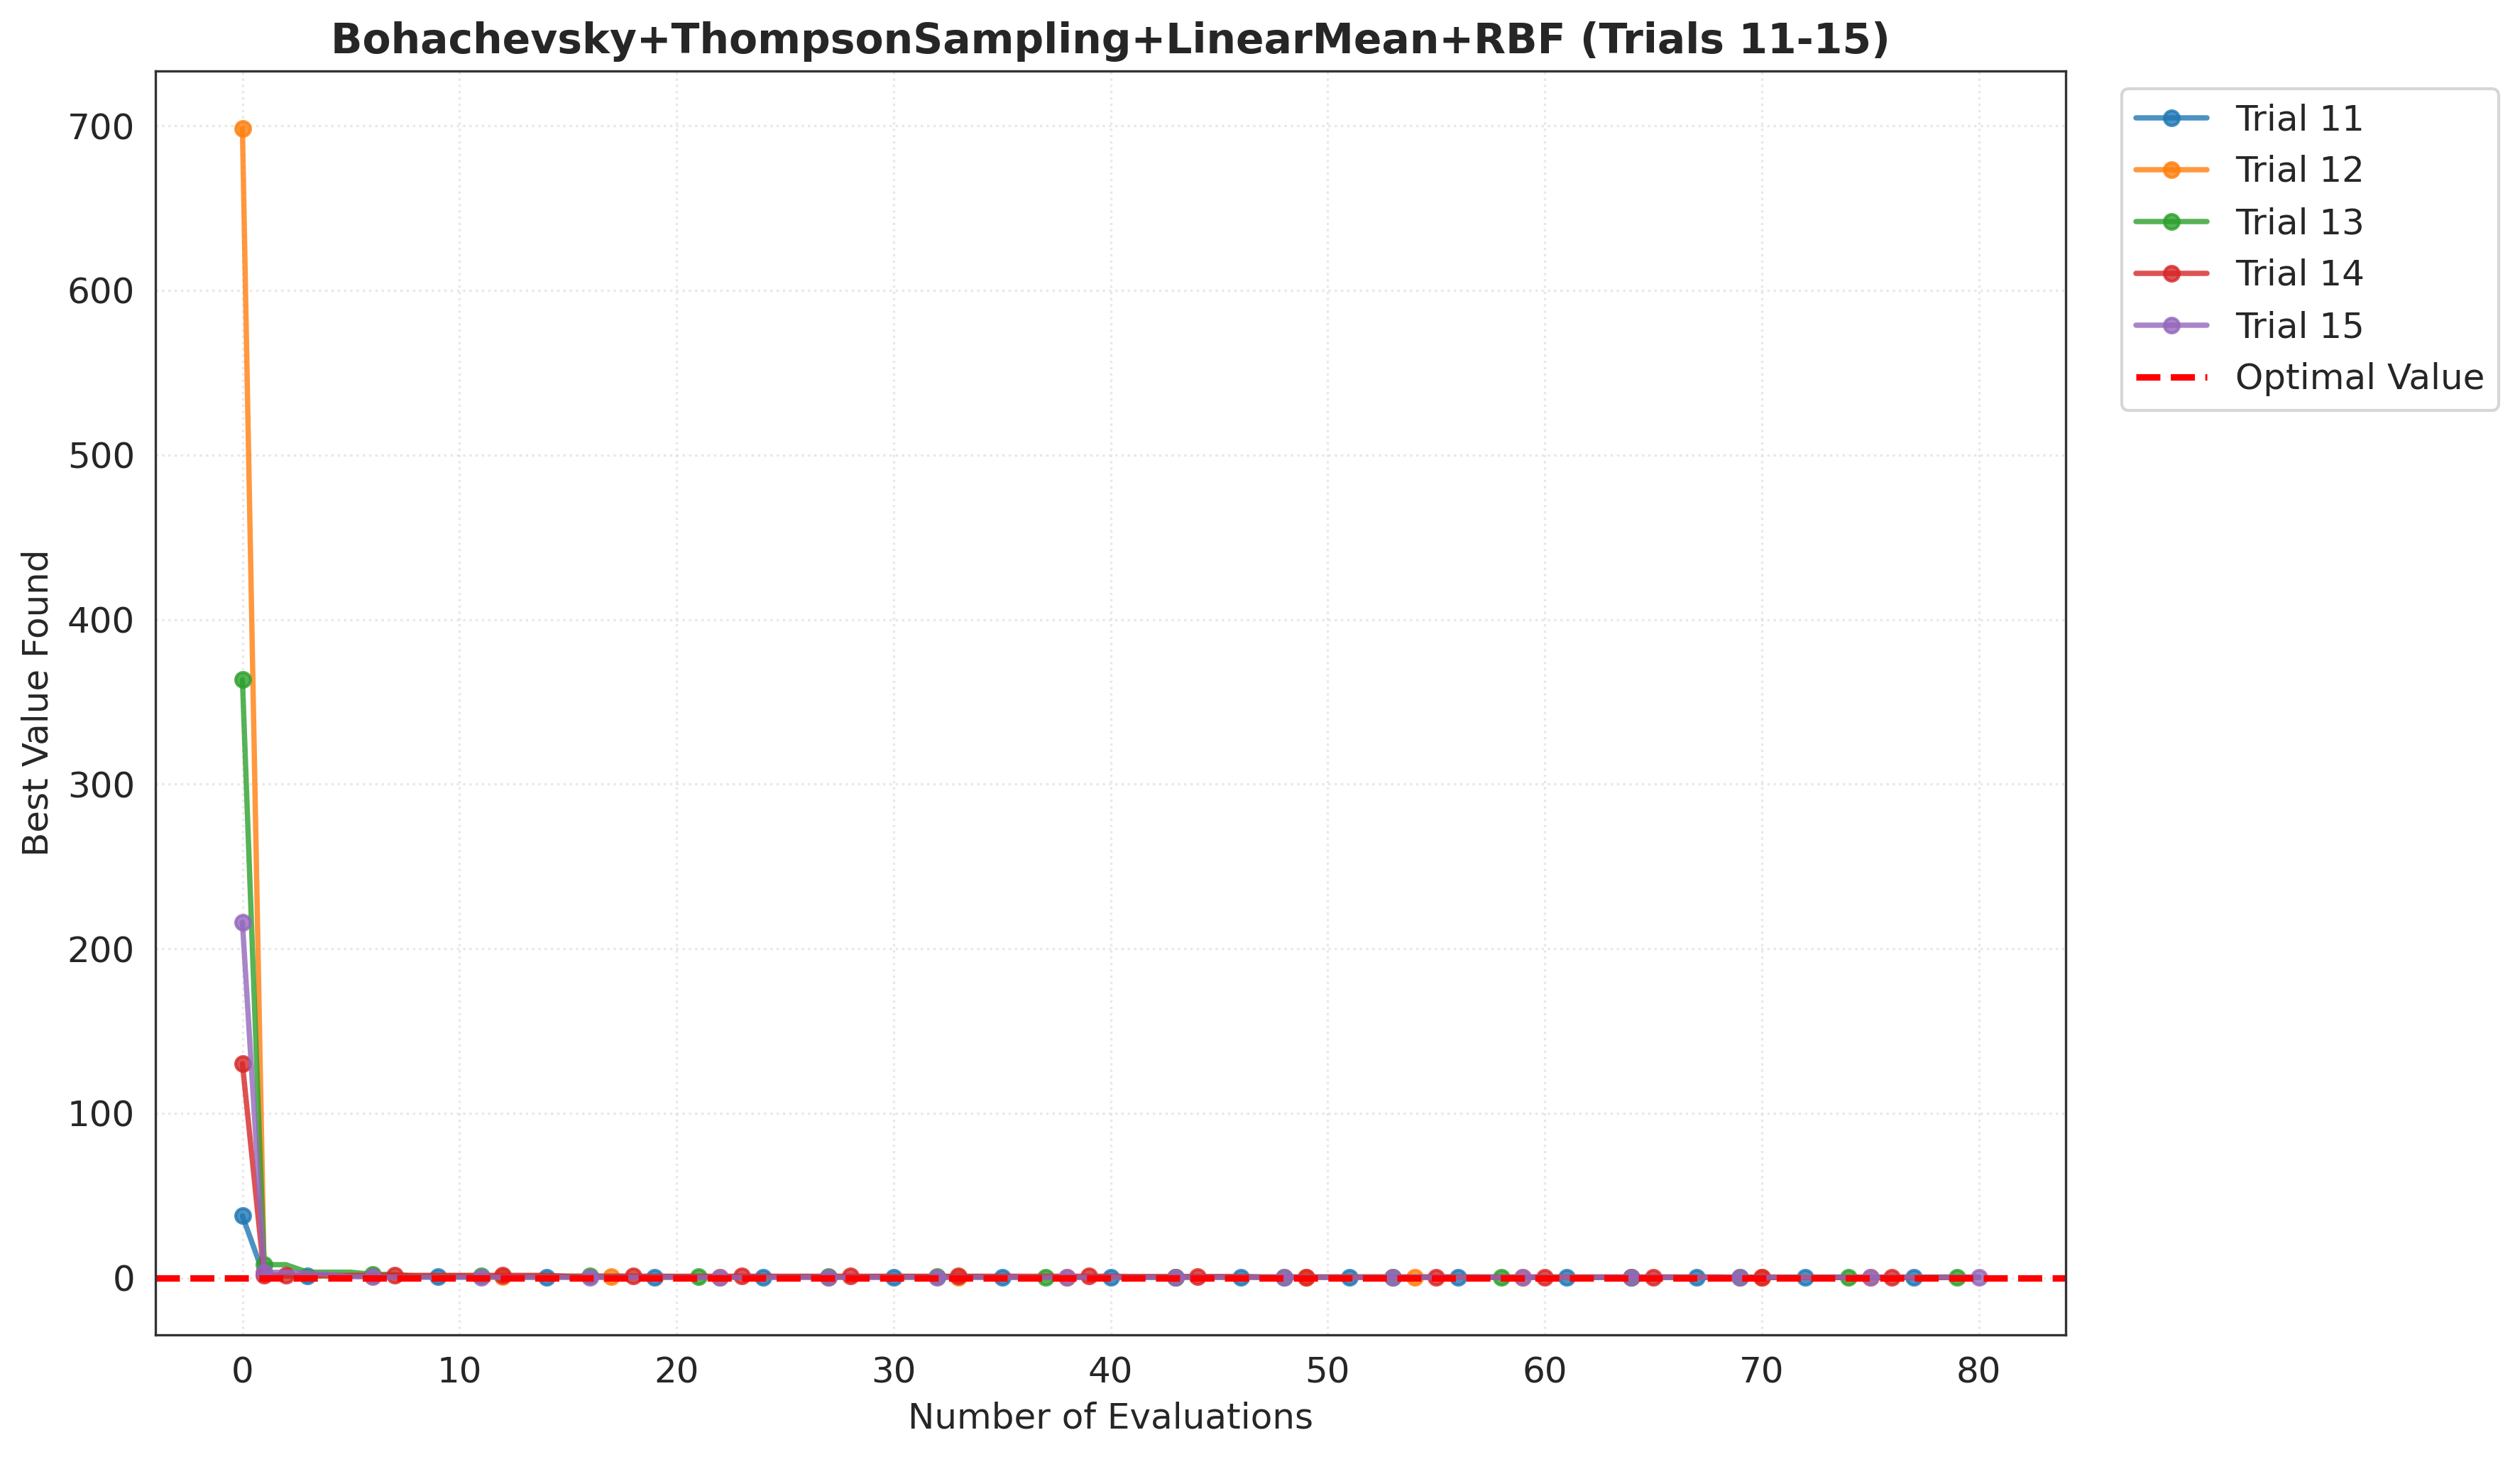 Bohachevsky+ThompsonSampling+LinearMean+RBF (Trials 11-15)
700
600
500
400
300
200
100
0
Best Value Found
0 10 20 30 40 50 60 70 80
Number of Evaluations
Trial 11
Trial 12
Trial 13
Trial 14
Trial 15
Optimal Value